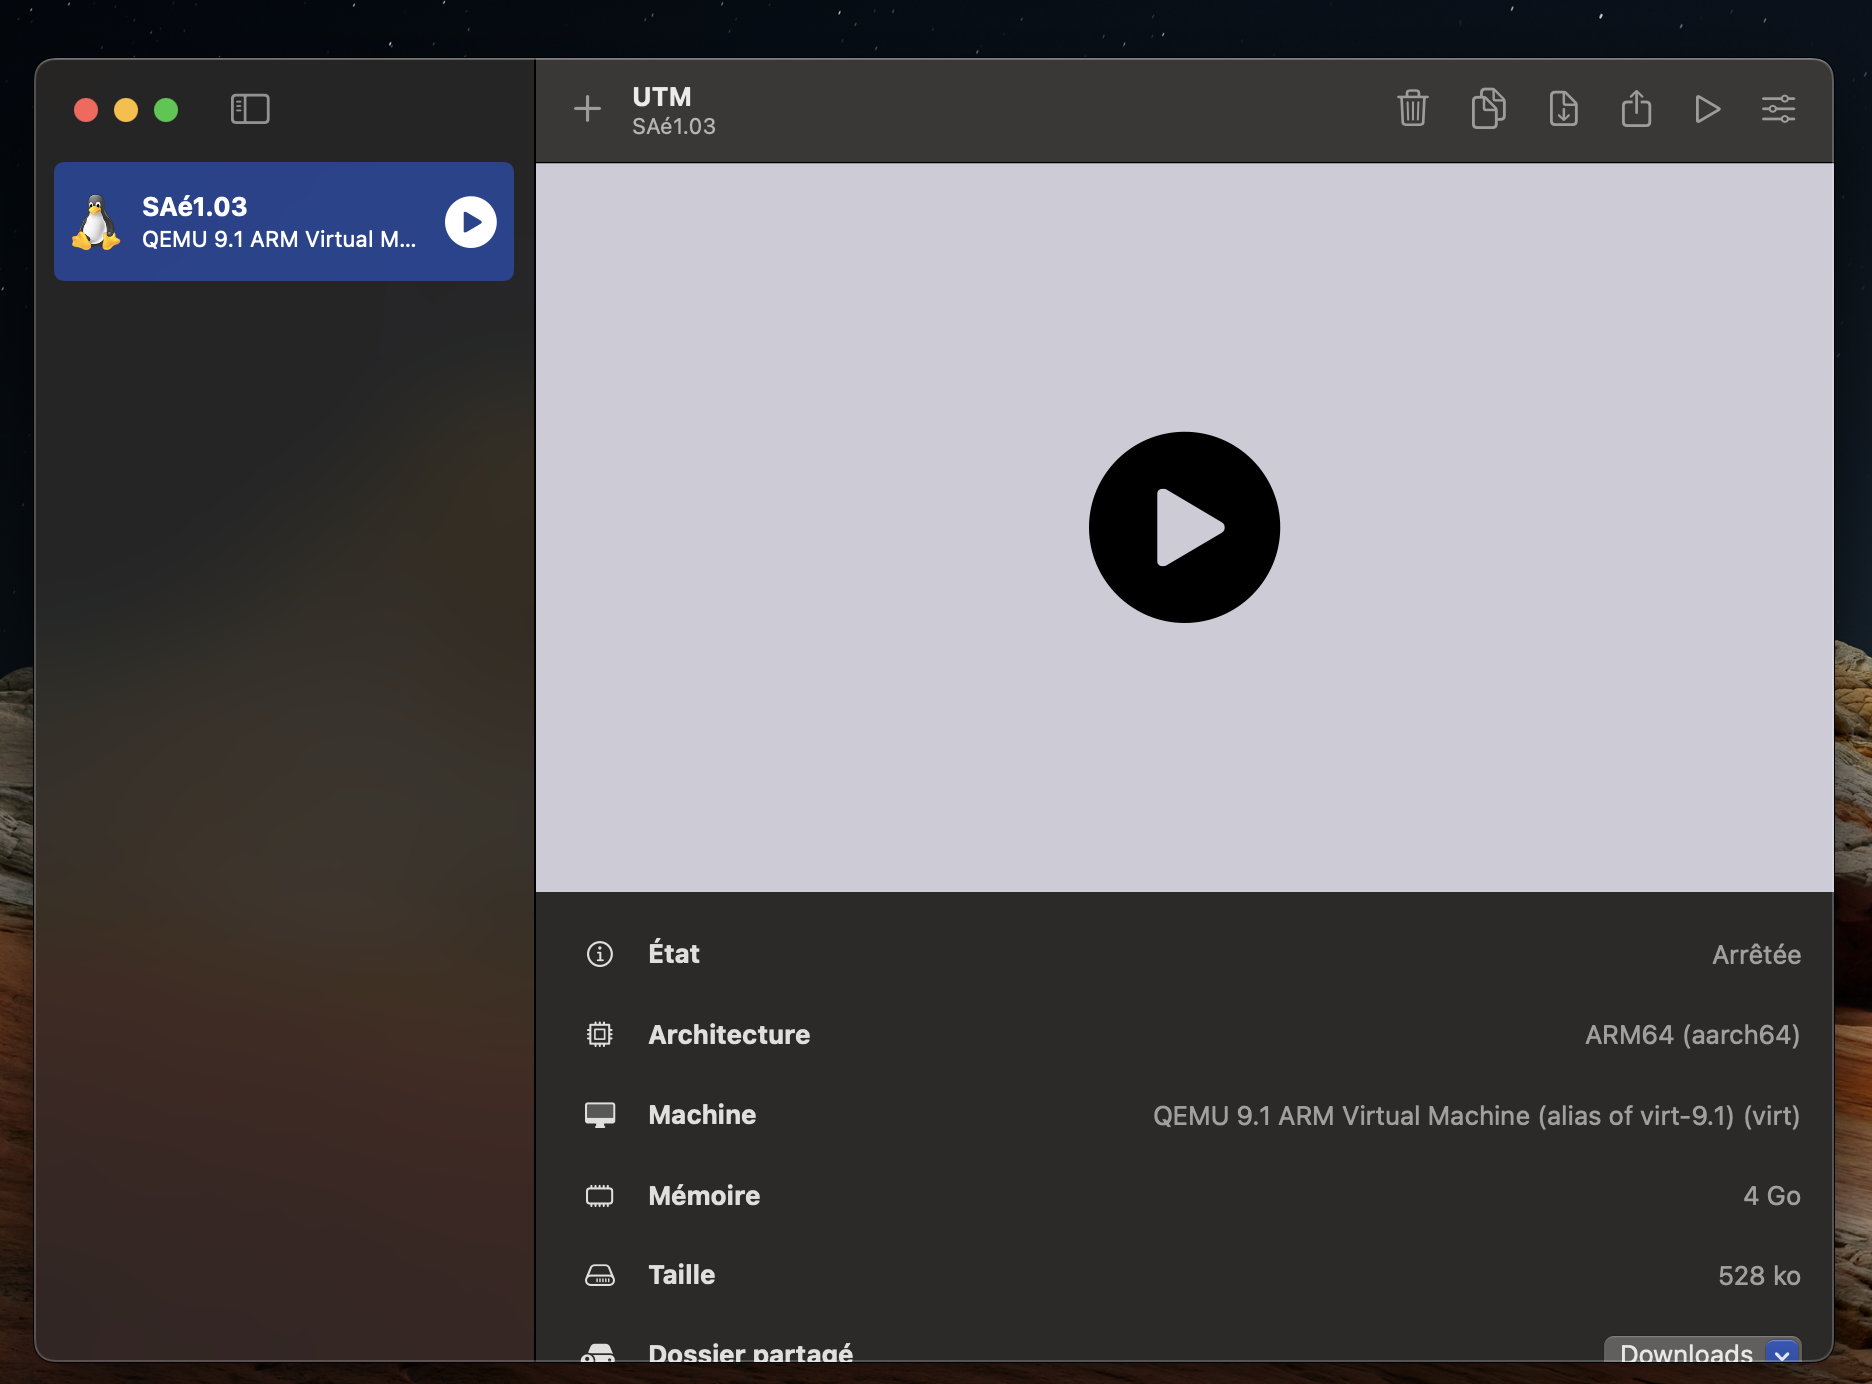 UTM
SAé1.03
SAé1.03
QEMU 9.1 ARM Virtual M...
État
Arrêtée
Architecture
ARM64 (aarch64)
Machine
QEMU 9.1 ARM Virtual Machine (alias of virt-9.1) (virt)
Mémoire
4 Go
Taille
528 ko
Dossier partagé
Downloads